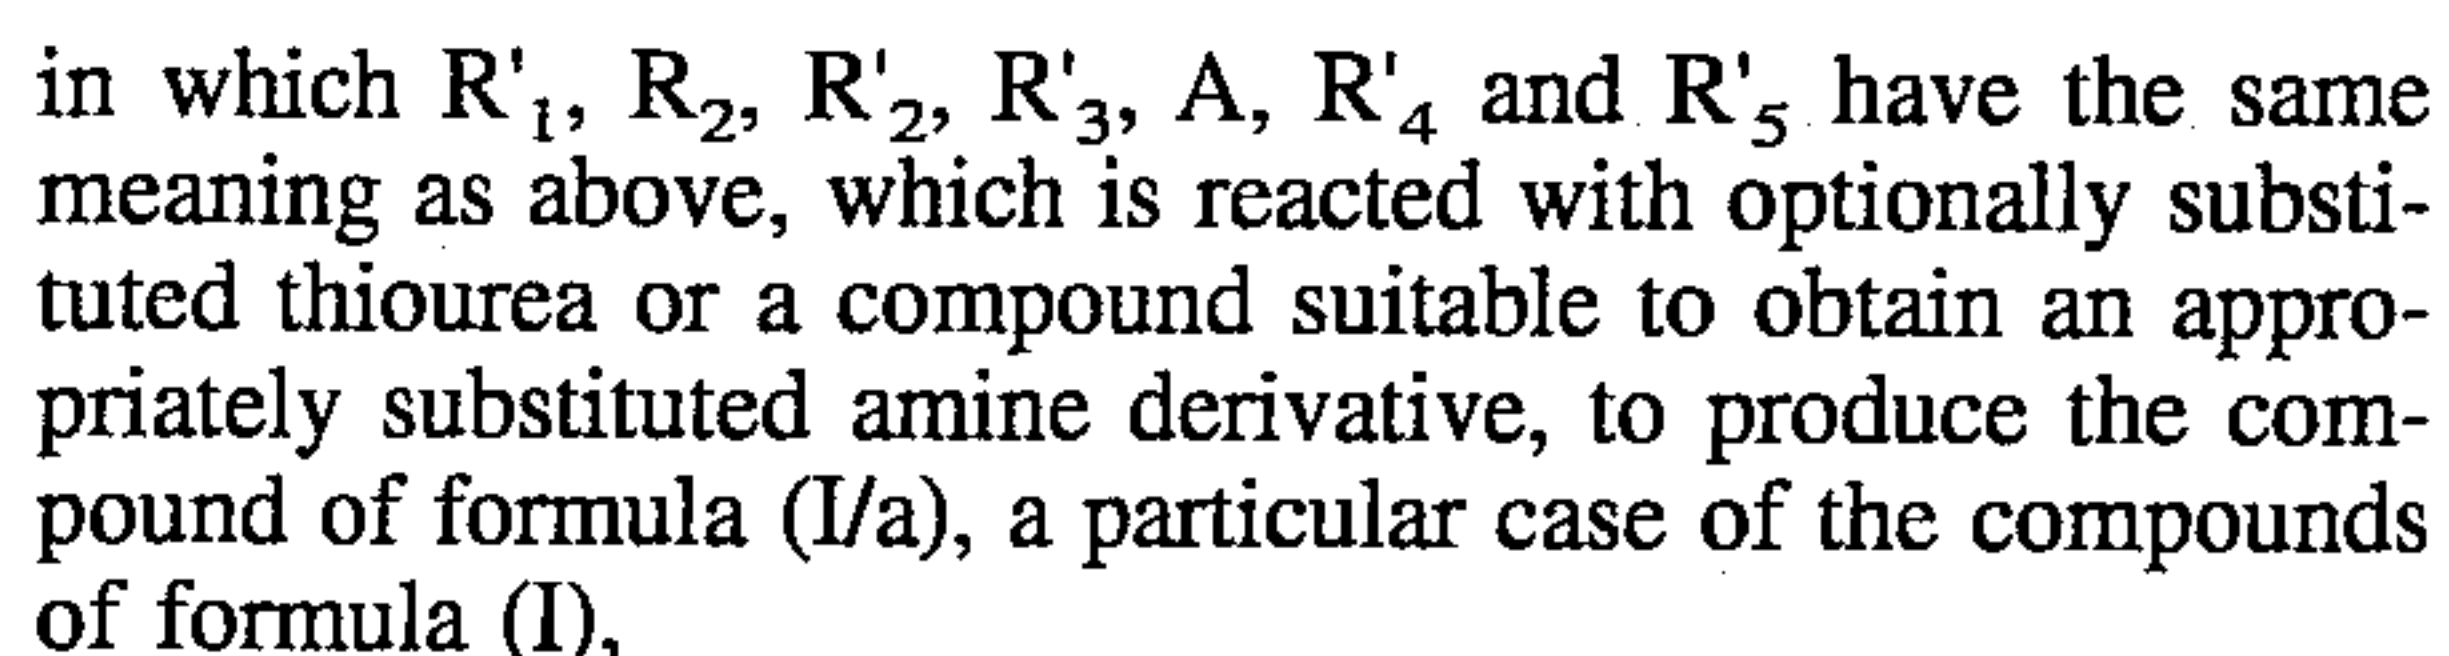 in which R'₁, R₂, R'₂, R'₃, A, R'₄ and R'₅ have the same
meaning as above, which is reacted with optionally substi-
tuted thiourea or a compound suitable to obtain an appro-
priately substituted amine derivative, to produce the com-
pound of formula (I/a), a particular case of the compounds
of formula (I),